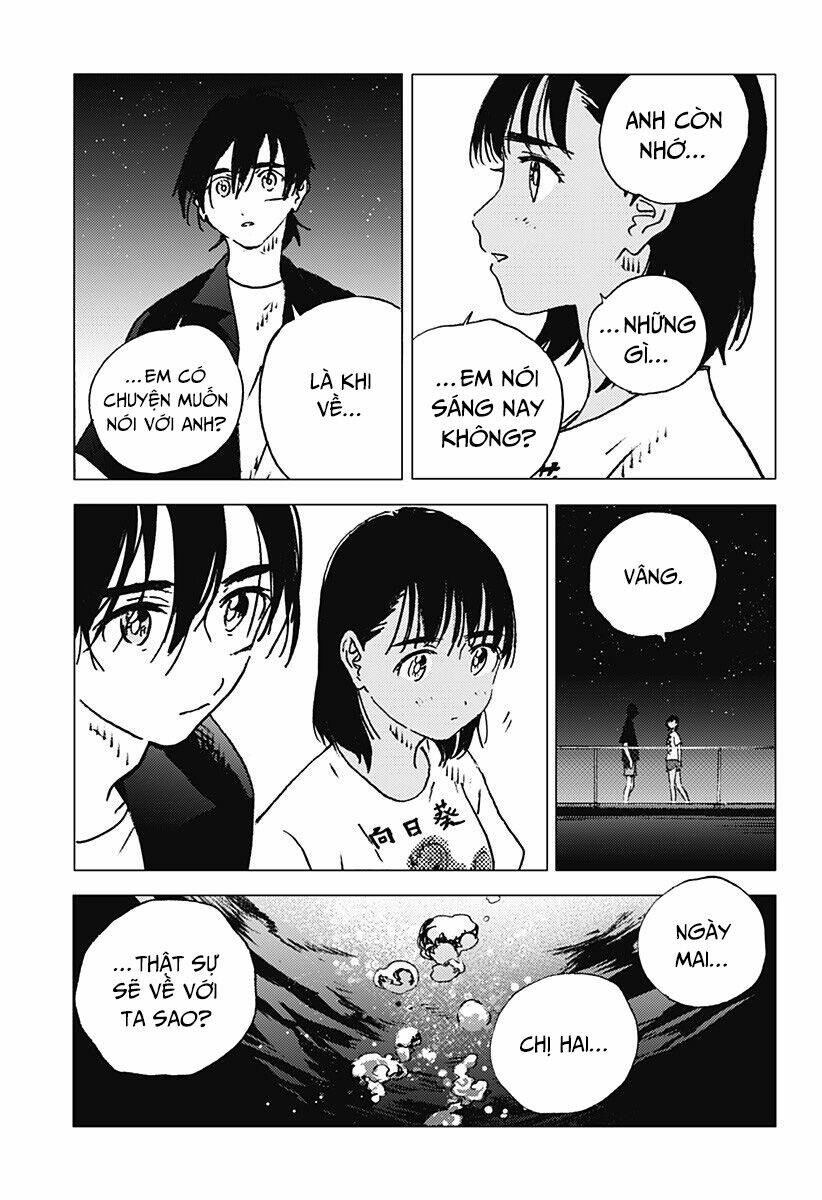 ANH CÒN
NHỚ...
...NHỮNG
GÌ...
...EM NÓI
SÁNG NAY
KHÔNG?
LÀ KHI
VỀ...
...EM CÓ
CHUYỆN MUỐN
NÓI VỚI ANH?
VÂNG.
向日葵
NGÀY
MAI...
CHỊ HAI...
...THẬT SỰ
SẼ VỀ VỚI
TA SAO?